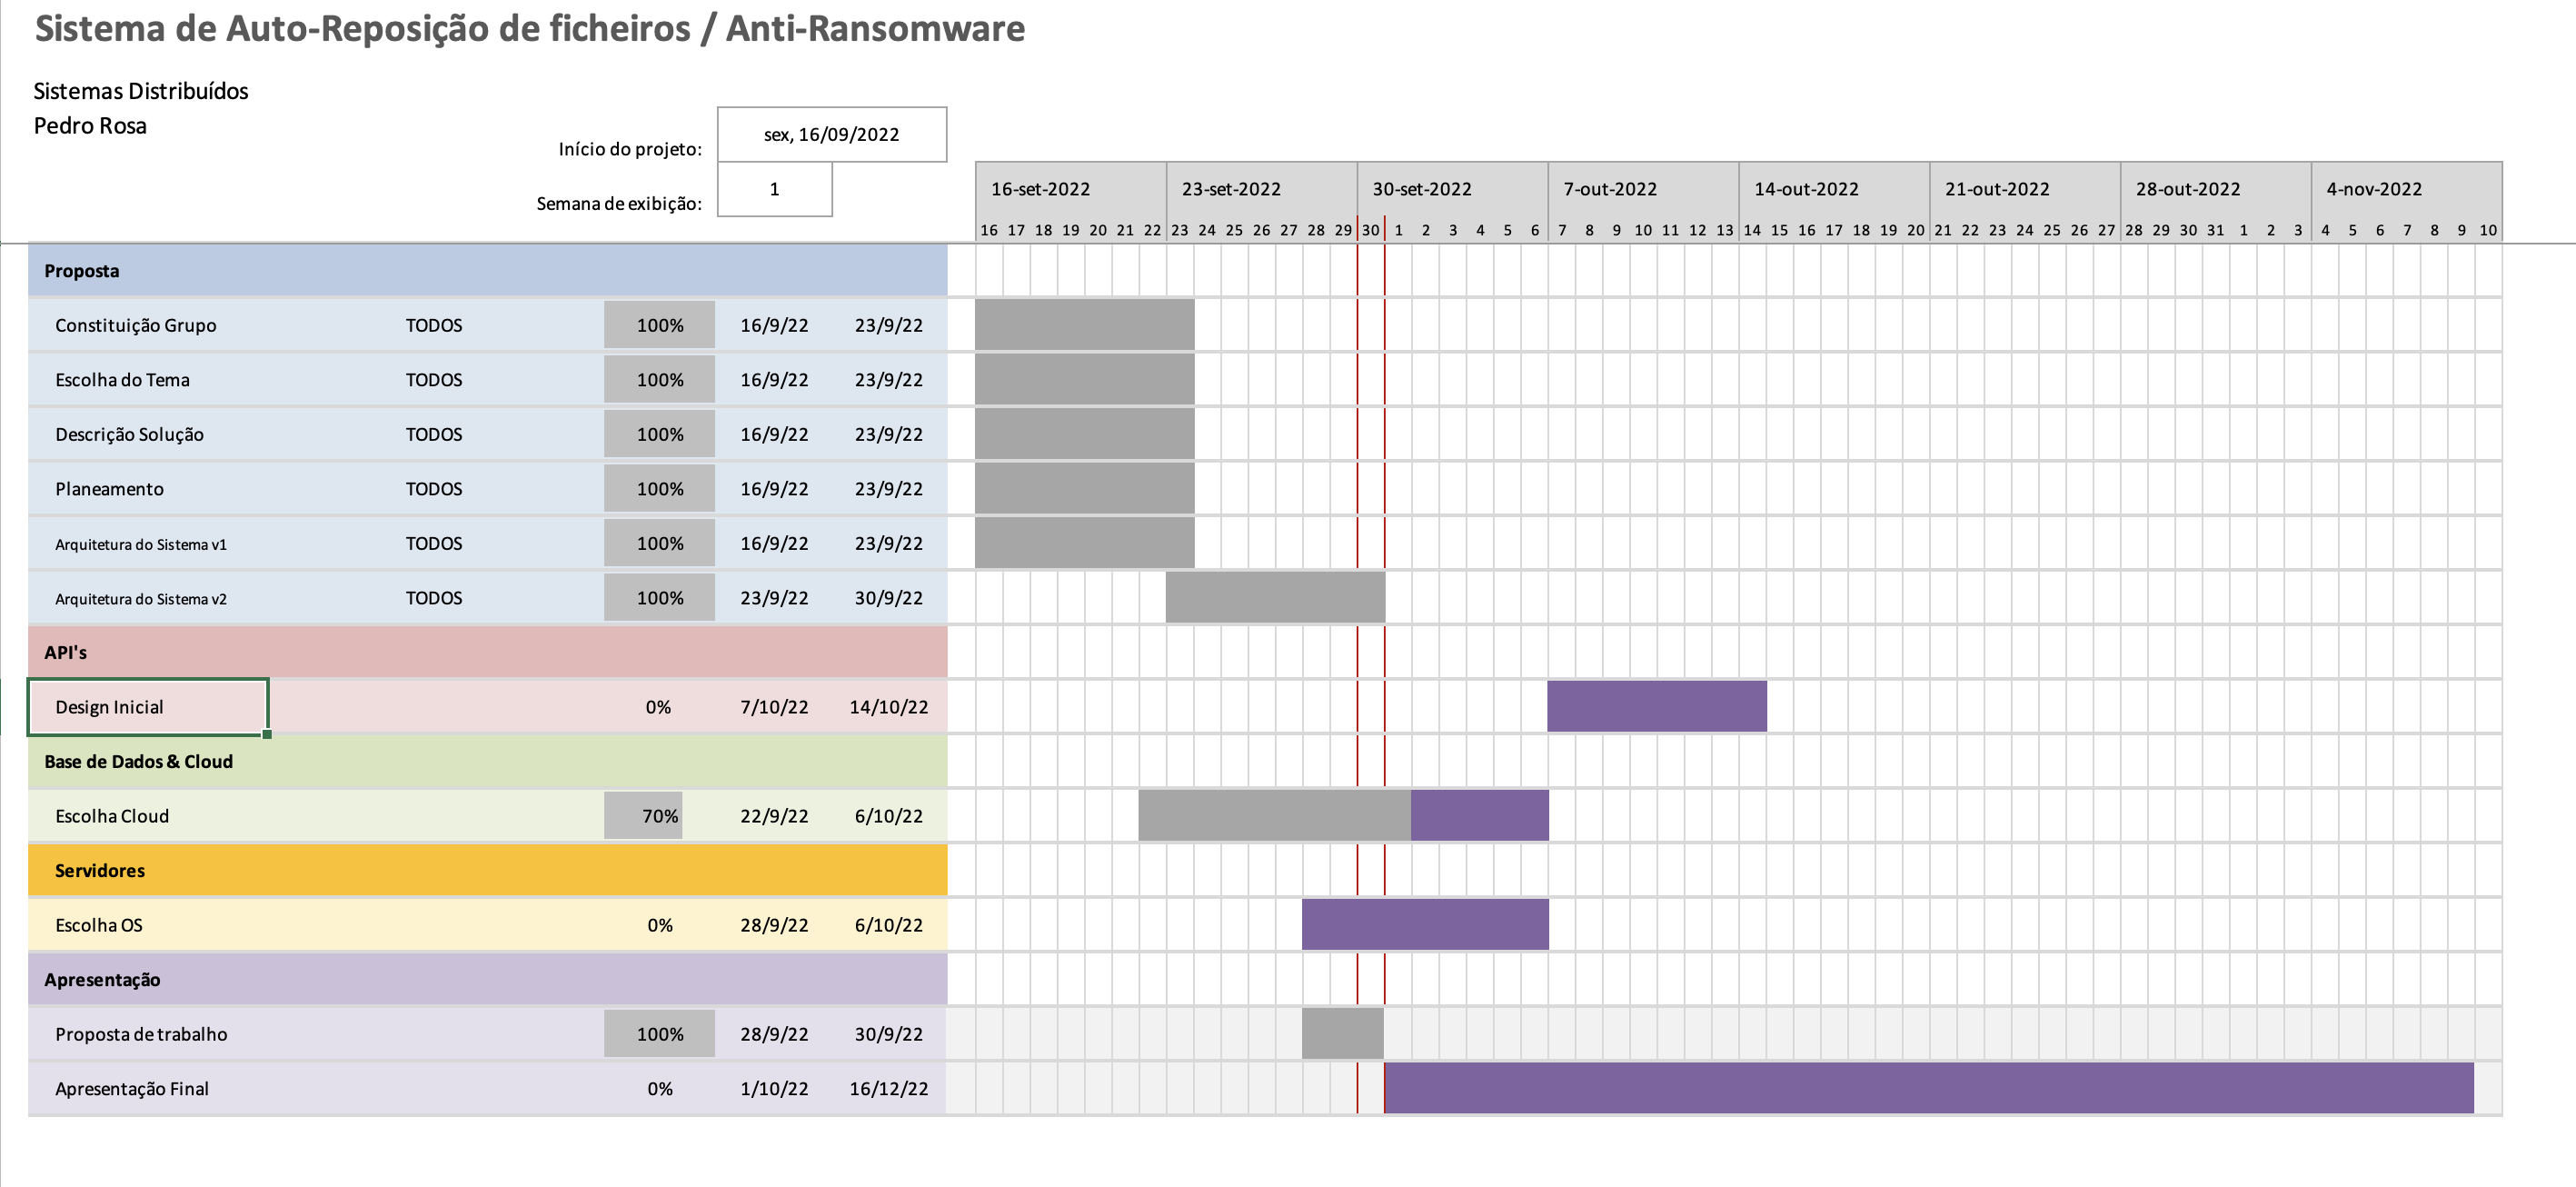 Sistema de Auto-Reposição de ficheiros / Anti-Ransomware
Sistemas Distribuídos
Pedro Rosa
Início do projeto: sex, 16/09/2022
Semana de exibição: 1
16-set-2022 23-set-2022 30-set-2022 7-out-2022 14-out-2022 21-out-2022 28-out-2022 4-nov-2022
16 17 18 19 20 21 22 23 24 25 26 27 28 29 30 1 2 3 4 5 6 7 8 9 10 11 12 13 14 15 16 17 18 19 20 21 22 23 24 25 26 27 28 29 30 31 1 2 3 4 5 6 7 8 9 10
Proposta
Constituição Grupo TODOS 100% 16/9/22 23/9/22
Escolha do Tema TODOS 100% 16/9/22 23/9/22
Descrição Solução TODOS 100% 16/9/22 23/9/22
Planeamento TODOS 100% 16/9/22 23/9/22
Arquitetura do Sistema v1 TODOS 100% 16/9/22 23/9/22
Arquitetura do Sistema v2 TODOS 100% 23/9/22 30/9/22
API's
Design Inicial 0% 7/10/22 14/10/22
Base de Dados & Cloud
Escolha Cloud 70% 22/9/22 6/10/22
Servidores
Escolha OS 0% 28/9/22 6/10/22
Apresentação
Proposta de trabalho 100% 28/9/22 30/9/22
Apresentação Final 0% 1/10/22 16/12/22